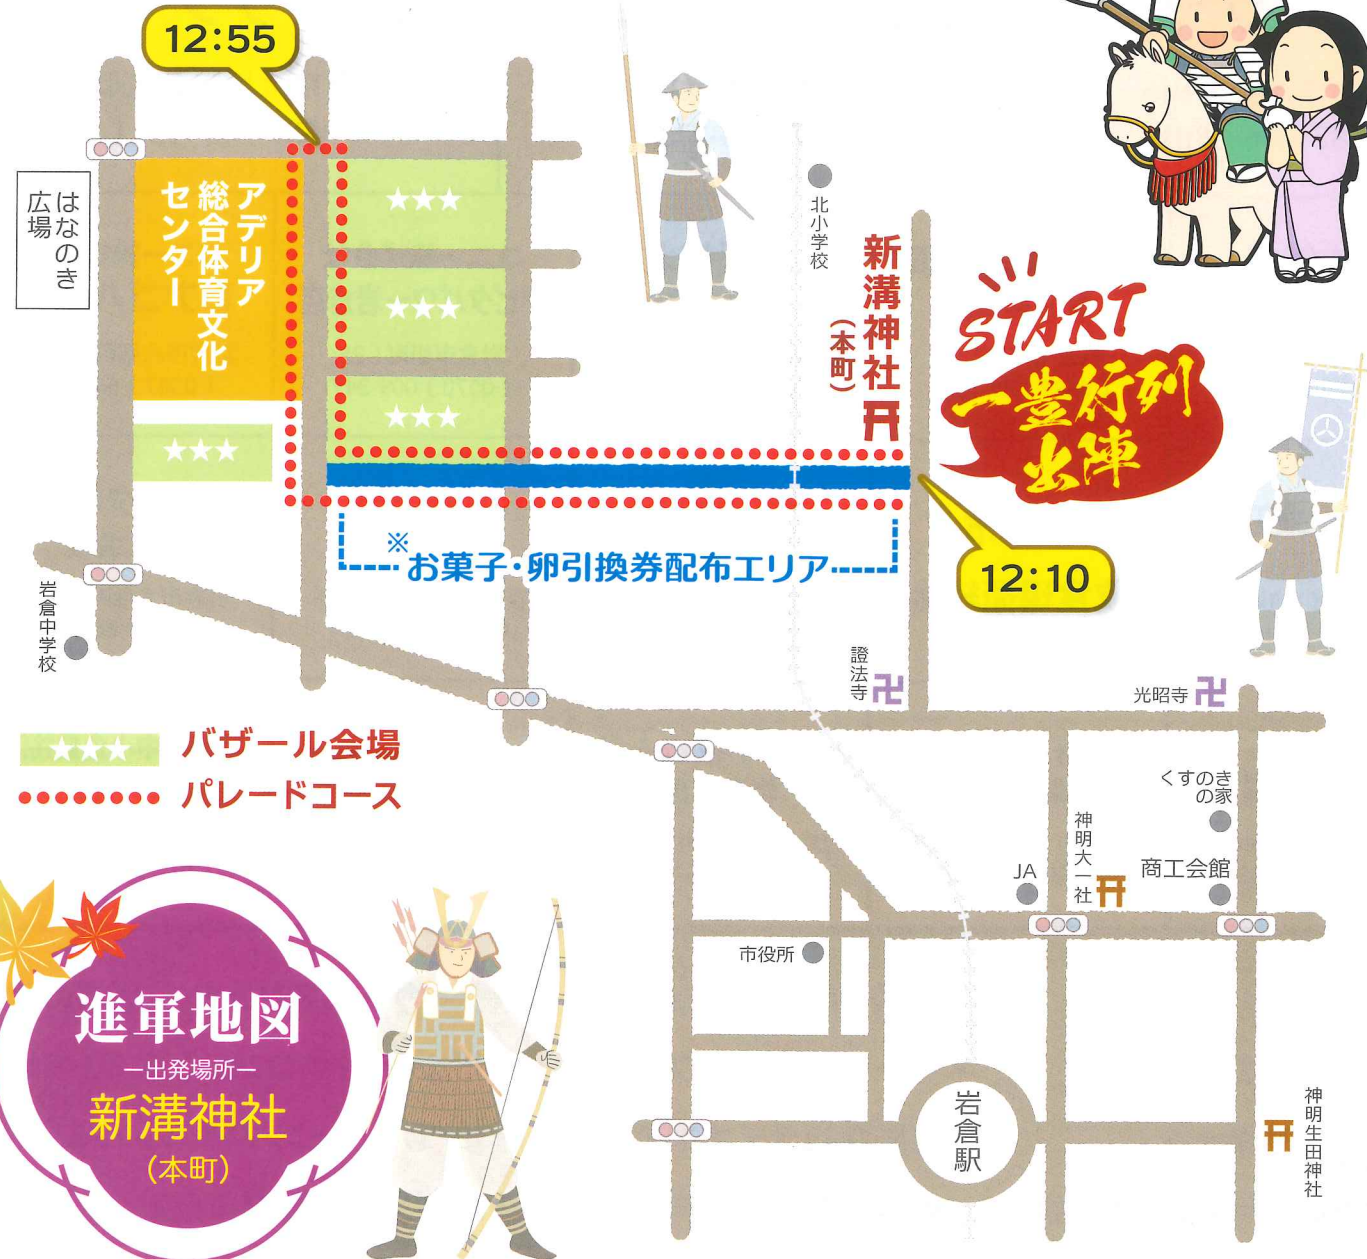 12:55
はなのき
広場
アデリア
総合体育文化
センター
★★★
★★★
★★★
★★★
北小学校
新溝神社
(本町)
START
一豊行列
出陣
※お菓子・卵引換券配布エリア
12:10
岩倉中学校
證法寺
卍
光昭寺
卍
★★★ バザール会場
パレードコース
くすのき
の家
神明大一社
JA
商工会館
市役所
進軍地図
ー出発場所ー
新溝神社
(本町)
岩倉駅
神明生田神社